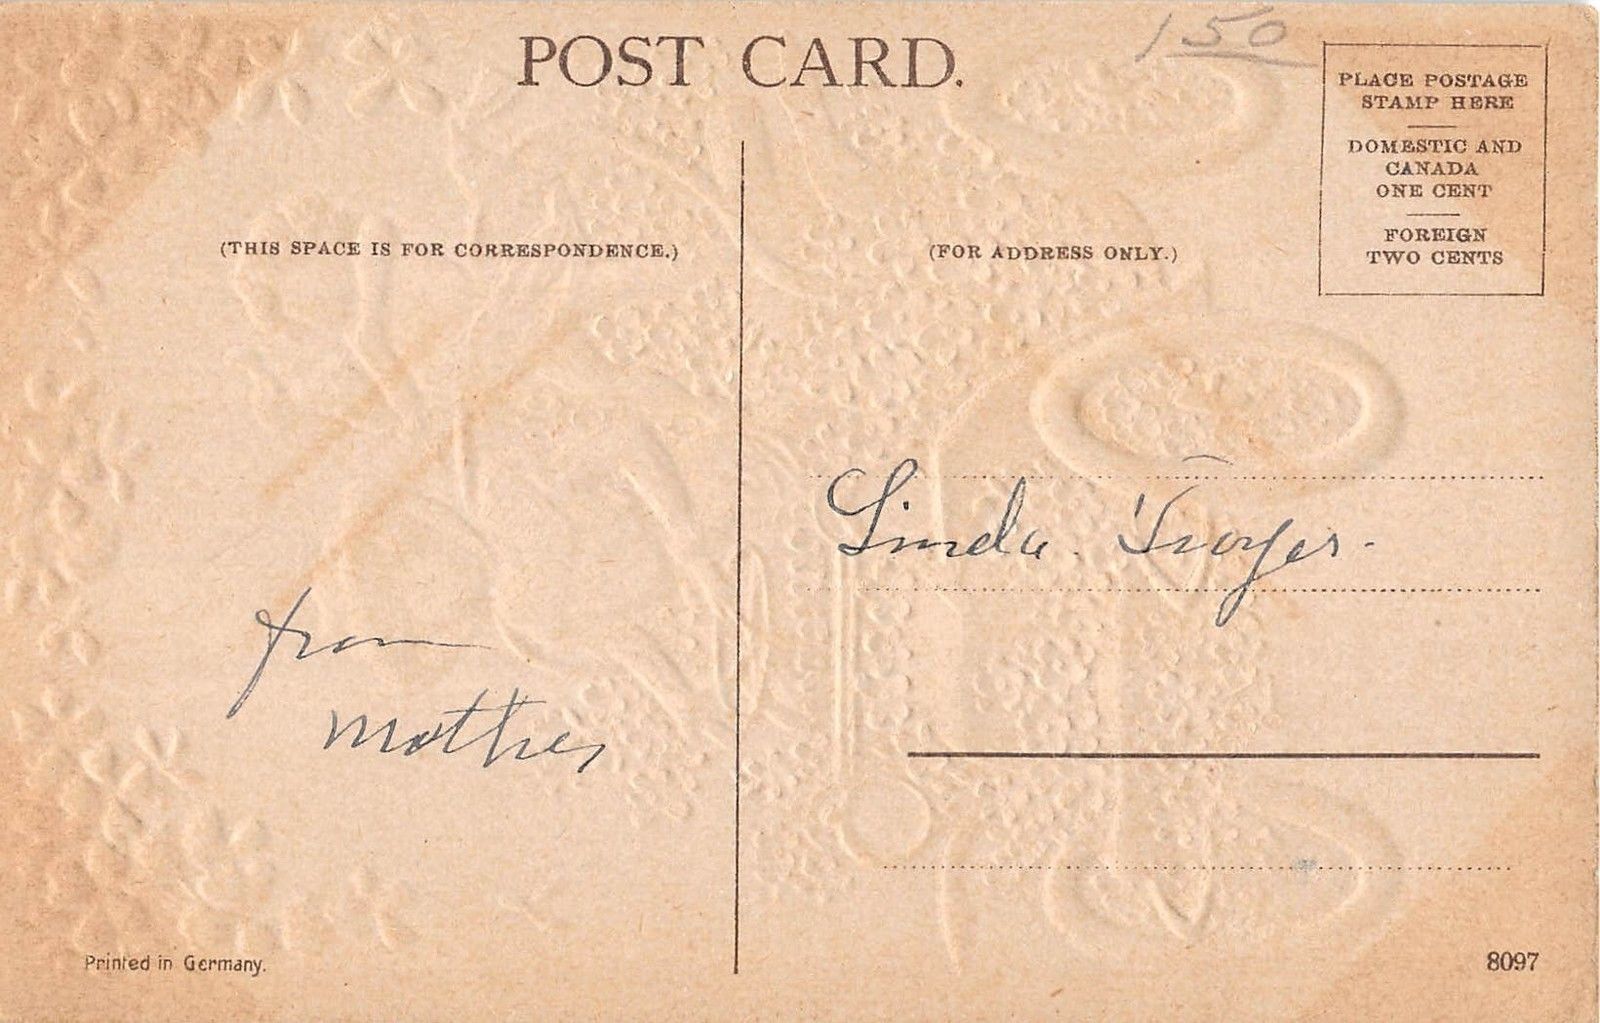 POST CARD.
150
PLACE POSTAGE
STAMP HERE
DOMESTIC AND
CANADA
ONE CENT
FOREIGN
TWO CENTS
(THIS SPACE IS FOR CORRESPONDENCE.)
(FOR ADDRESS ONLY.)
Linda Troyer.
from
mother
Printed in Germany.
8097